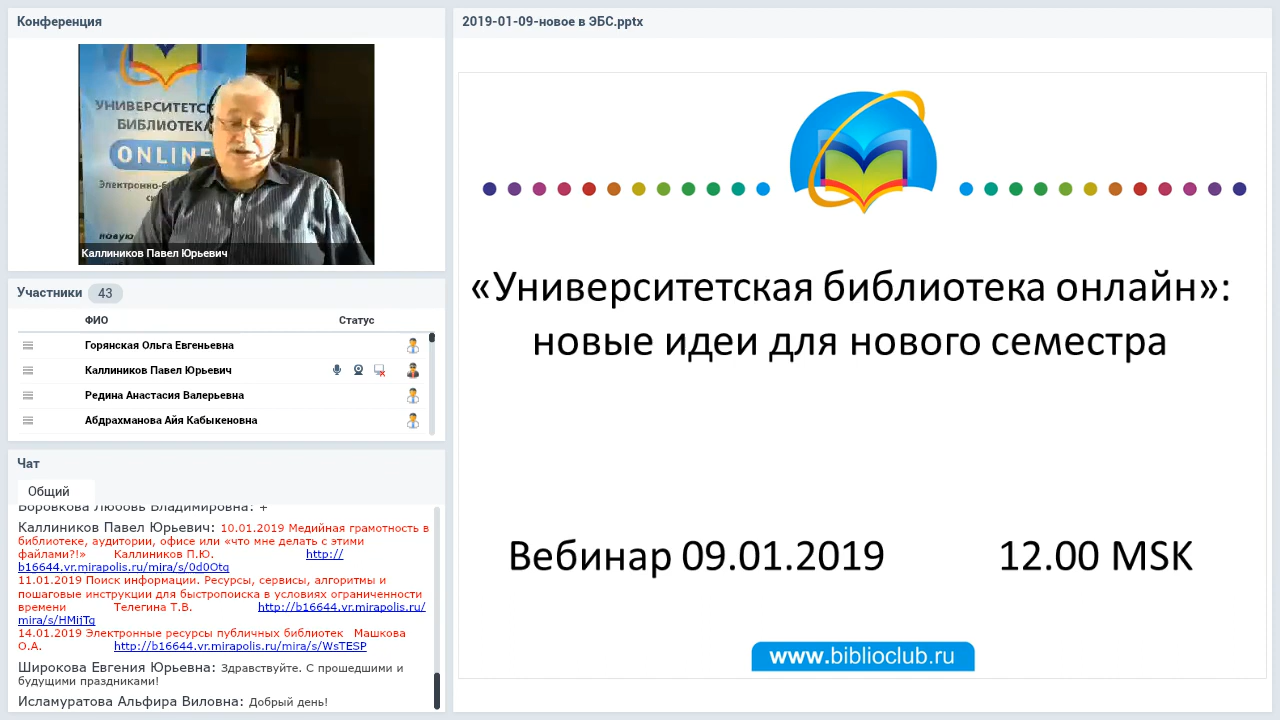 Конференция
УНИВЕРСИТЕТС
БИБЛИОТЕКА
ONLINE
Каллиников Павел Юрьевич
Участники 43
ФИО Статус
Горянская Ольга Евгеньевна
Каллиников Павел Юрьевич
Редина Анастасия Валерьевна
Абдрахманова Айя Кабыкеновна
Чат
Общий
Боровкова Любовь Владимировна: +
Каллиников Павел Юрьевич: 10.01.2019 Медийная грамотность в
библиотеке, аудитории, офисе или «что мне делать с этими
файлами?!» Каллиников П.Ю. http://
b16644.vr.mirapolis.ru/mira/s/0d0Otg
11.01.2019 Поиск информации. Ресурсы, сервисы, алгоритмы и
пошаговые инструкции для быстропоиска в условиях ограниченности
времени Телегина Т.В. http://b16644.vr.mirapolis.ru/
mira/s/HMijTg
14.01.2019 Электронные ресурсы публичных библиотек Машкова
О.А. http://b16644.vr.mirapolis.ru/mira/s/WsTESP
Широкова Евгения Юрьевна: Здравствуйте. С прошедшими и
будущими праздниками!
Исламуратова Альфира Виловна: Добрый день!
2019-01-09-новое в ЭБС.pptx
«Университетская библиотека онлайн»:
новые идеи для нового семестра
Вебинар 09.01.2019 12.00 MSK
www.biblioclub.ru